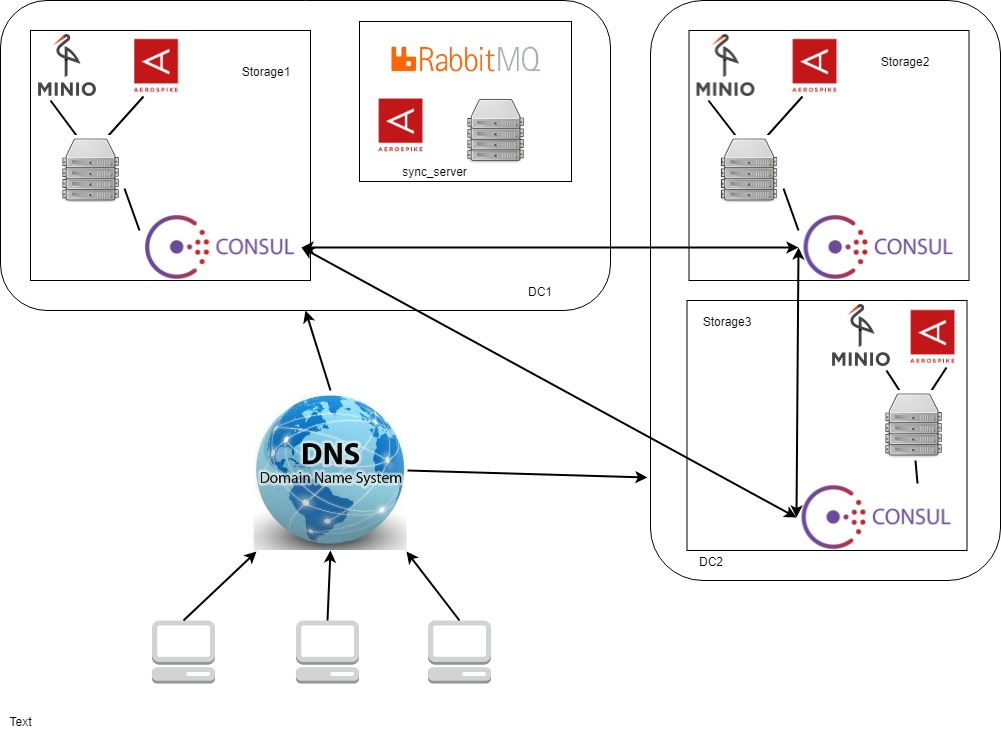 MINIO
AEROSPIKE
Storage1
RabbitMQ
AEROSPIKE
sync_server
CONSUL
DC1
MINIO
AEROSPIKE
Storage2
CONSUL
Storage3
MINIO
AEROSPIKE
CONSUL
DC2
DNS
Domain Name System
Text